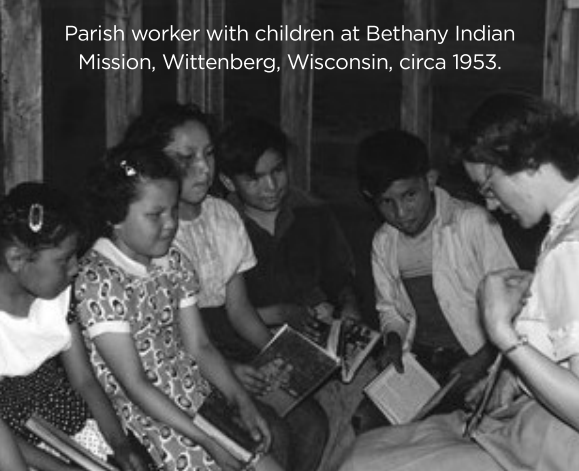 Parish worker with children at Bethany Indian
Mission, Wittenberg, Wisconsin, circa 1953.